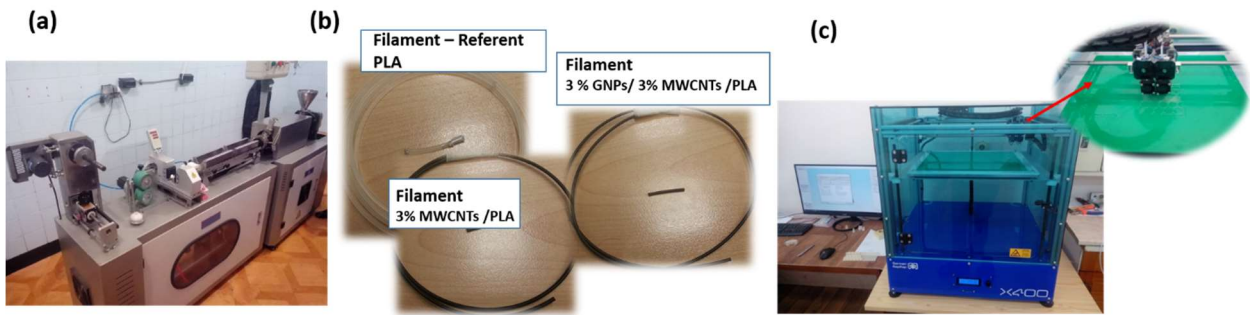 (a)
(b)
(c)
Filament – Referent
PLA
Filament
3 % GNPs/ 3% MWCNTs /PLA
Filament
3% MWCNTs /PLA
X400